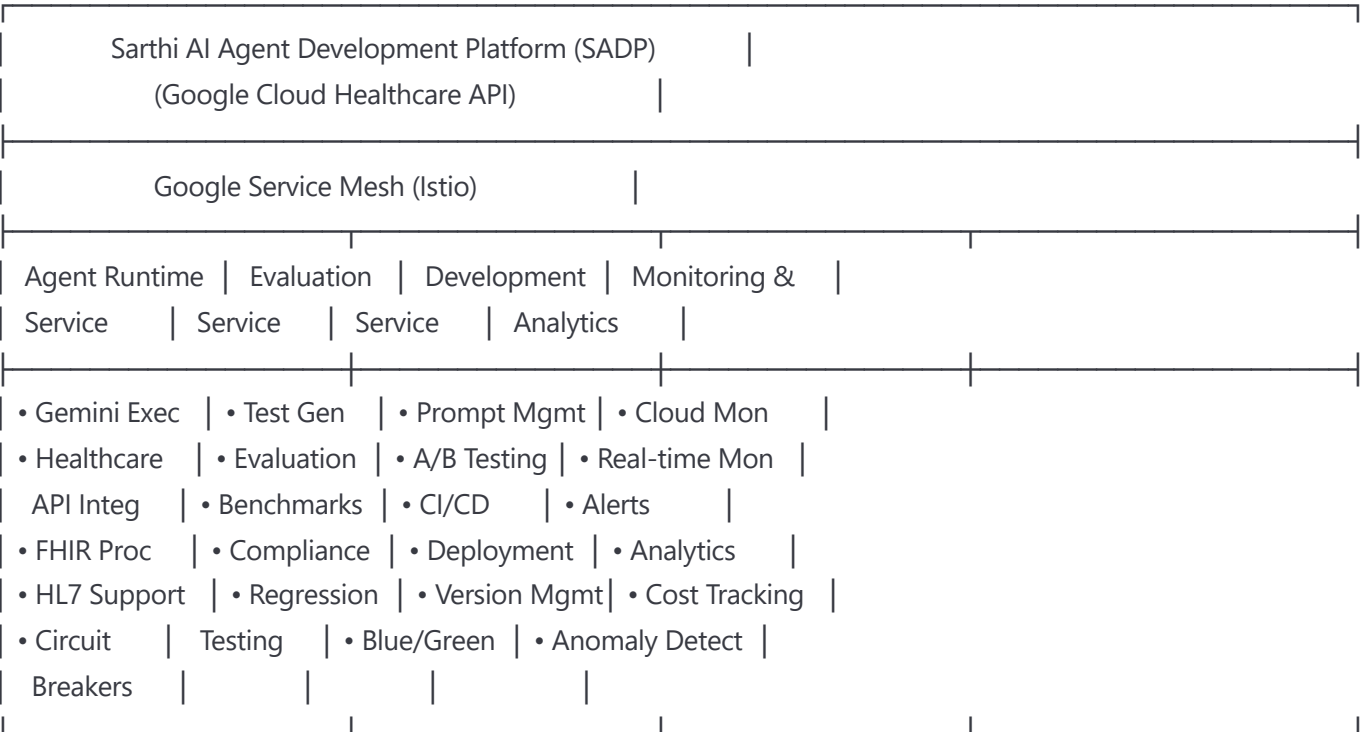 Sarthi AI Agent Development Platform (SADP) |
| (Google Cloud Healthcare API) |
| Google Service Mesh (Istio) |
| Agent Runtime | Evaluation | Development | Monitoring & |
| Service | Service | Service | Analytics |
| • Gemini Exec | • Test Gen | • Prompt Mgmt | • Cloud Mon |
| • Healthcare | • Evaluation | • A/B Testing | • Real-time Mon |
| API Integ | • Benchmarks | • CI/CD | • Alerts |
| • FHIR Proc | • Compliance | • Deployment | • Analytics |
| • HL7 Support | • Regression | • Version Mgmt | • Cost Tracking |
| • Circuit | Testing | • Blue/Green | • Anomaly Detect |
| Breakers | | | |